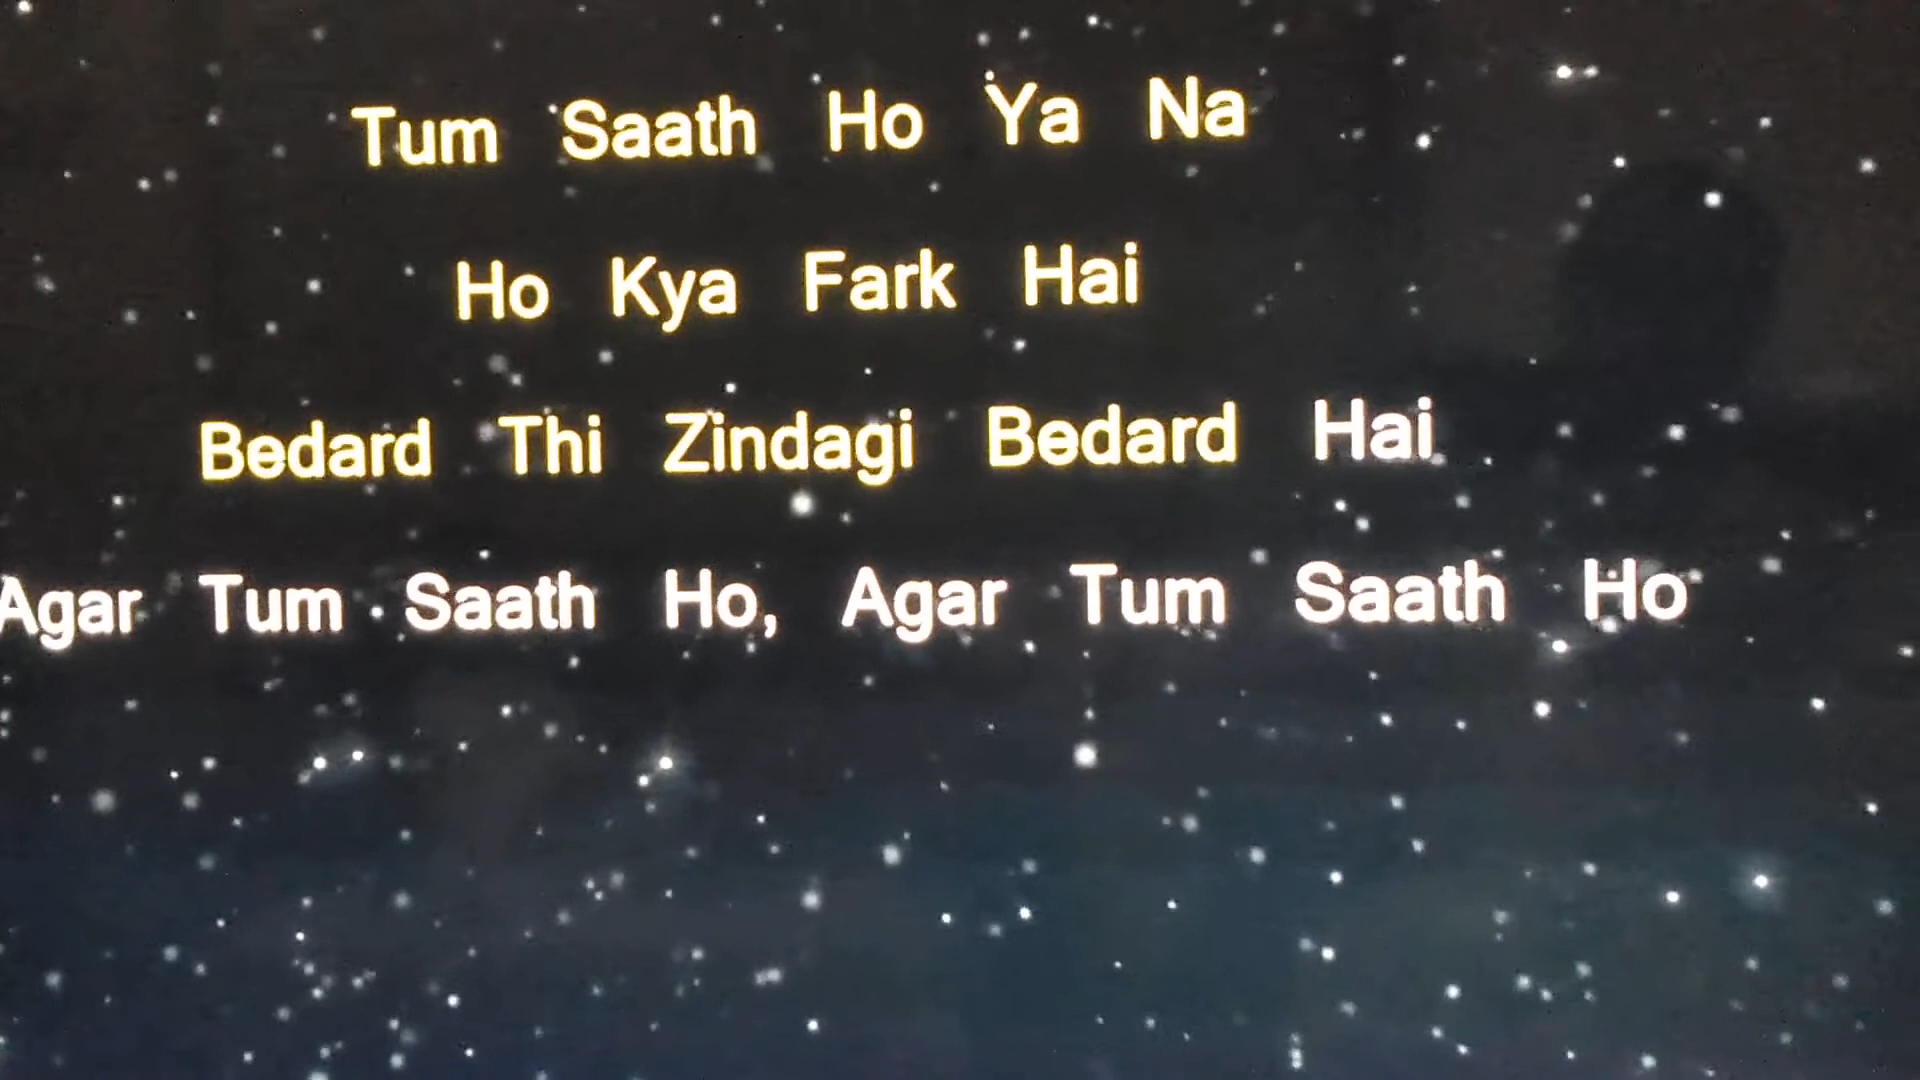 Tum Saath Ho Ya Na
Ho Kya Fark Hai
Bedard Thi Zindagi Bedard Hai
Agar Tum Saath Ho, Agar Tum Saath Ho